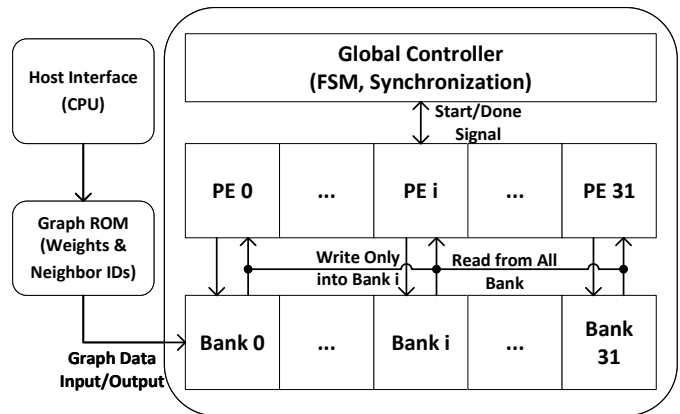 Global Controller
(FSM, Synchronization)
Host Interface
(CPU)
Start/Done
Signal
PE 0
...
PE i
...
PE 31
Graph ROM
(Weights &
Neighbor IDs)
Write Only
into Bank i
Read from All
Bank
Bank 0
...
Bank i
...
Bank
31
Graph Data
Input/Output